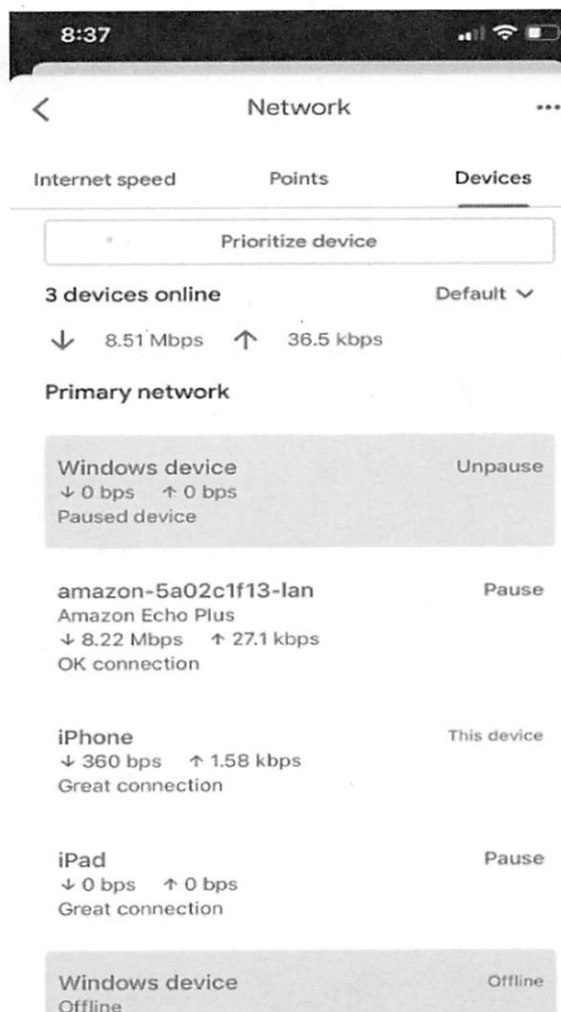 8:37
Network
Internet speed Points Devices
Prioritize device
3 devices online Default
↓ 8.51 Mbps ↑ 36.5 kbps
Primary network
Windows device Unpause
↓ 0 bps ↑ 0 bps
Paused device
amazon-5a02c1f13-lan Pause
Amazon Echo Plus
↓ 8.22 Mbps ↑ 27.1 kbps
OK connection
iPhone This device
↓ 360 bps ↑ 1.58 kbps
Great connection
iPad Pause
↓ 0 bps ↑ 0 bps
Great connection
Windows device Offline
Offline